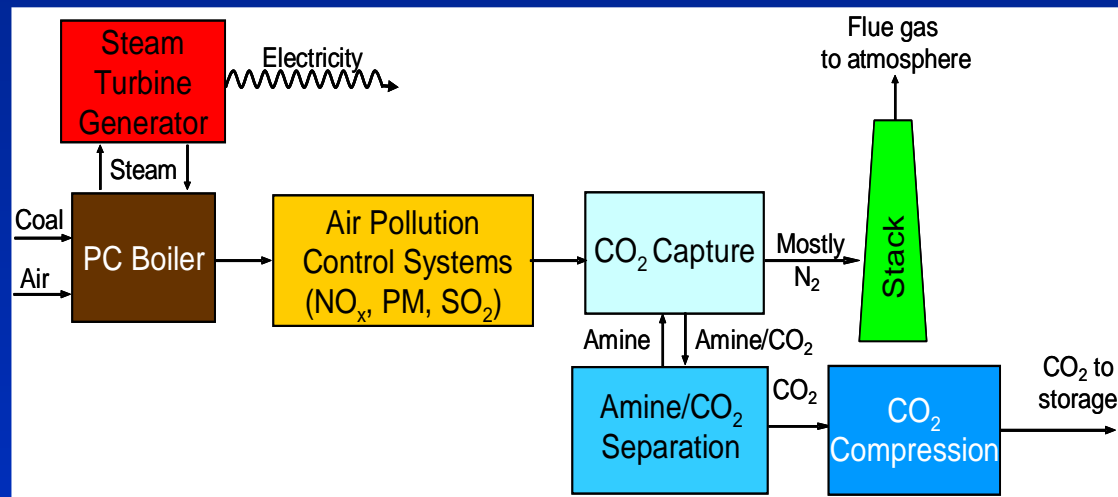 Steam
Turbine
Generator
Electricity
Flue gas
to atmosphere
Steam
Coal
Air
PC Boiler
Air Pollution
Control Systems
(NOₓ, PM, SO₂)
CO₂ Capture
Mostly
N₂
Stack
Amine
Amine/CO₂
Amine/CO₂
Separation
CO₂
CO₂
Compression
CO₂ to
storage